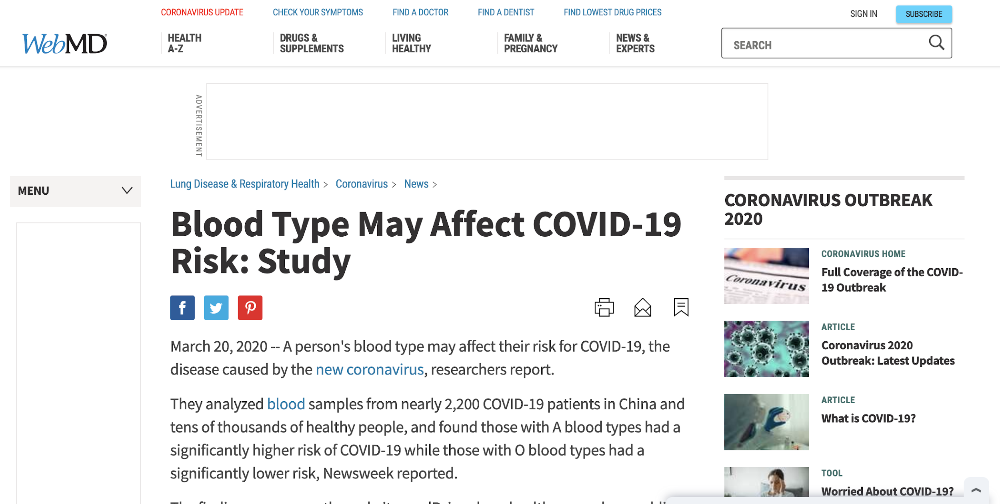 CORONAVIRUS UPDATE
CHECK YOUR SYMPTOMS
FIND A DOCTOR
FIND A DENTIST
FIND LOWEST DRUG PRICES
SIGN IN
SUBSCRIBE
WebMD®
HEALTH
A-Z
DRUGS &
SUPPLEMENTS
LIVING
HEALTHY
FAMILY &
PREGNANCY
NEWS &
EXPERTS
SEARCH
ADVERTISEMENT
MENU
Lung Disease & Respiratory Health > Coronavirus > News >
Blood Type May Affect COVID-19
Risk: Study
March 20, 2020 -- A person's blood type may affect their risk for COVID-19, the
disease caused by the new coronavirus, researchers report.
They analyzed blood samples from nearly 2,200 COVID-19 patients in China and
tens of thousands of healthy people, and found those with A blood types had a
significantly higher risk of COVID-19 while those with O blood types had a
significantly lower risk, Newsweek reported.
CORONAVIRUS OUTBREAK
2020
Coronavirus
CORONAVIRUS HOME
Full Coverage of the COVID-
19 Outbreak
ARTICLE
Coronavirus 2020
Outbreak: Latest Updates
ARTICLE
What is COVID-19?
TOOL
Worried About COVID-19?